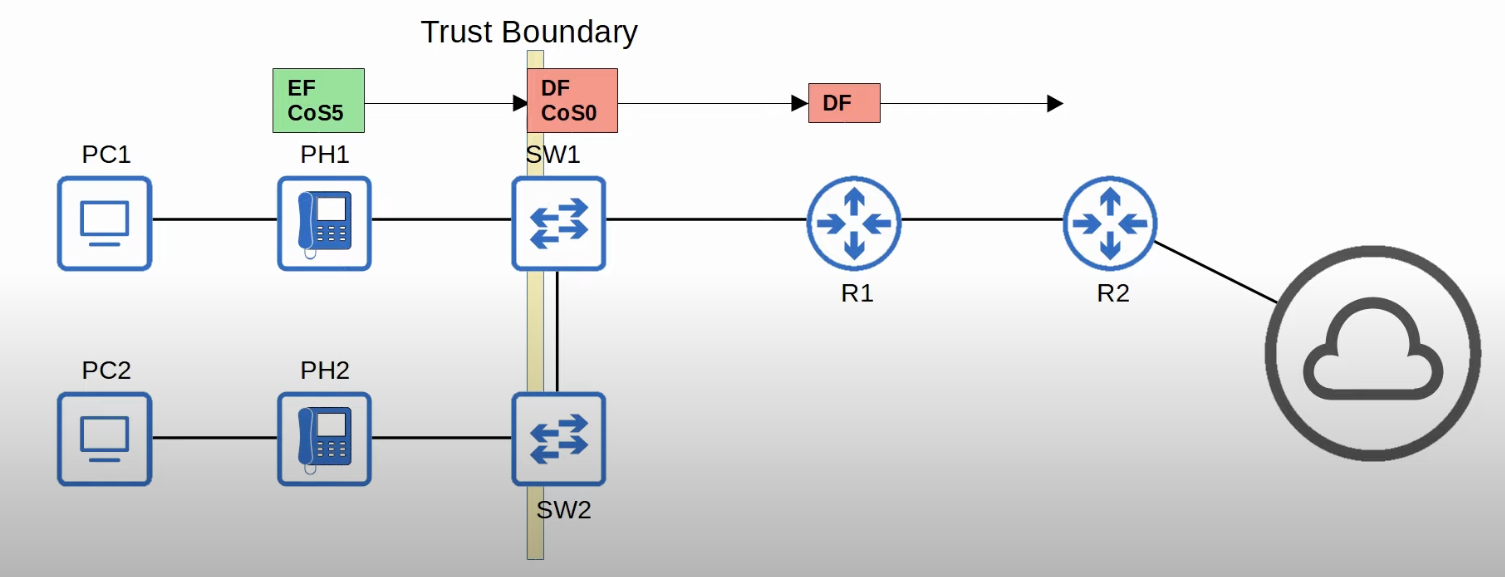 Trust Boundary
EF
CoS5
DF
CoS0
DF
PC1
PH1
SW1
R1
R2
PC2
PH2
SW2